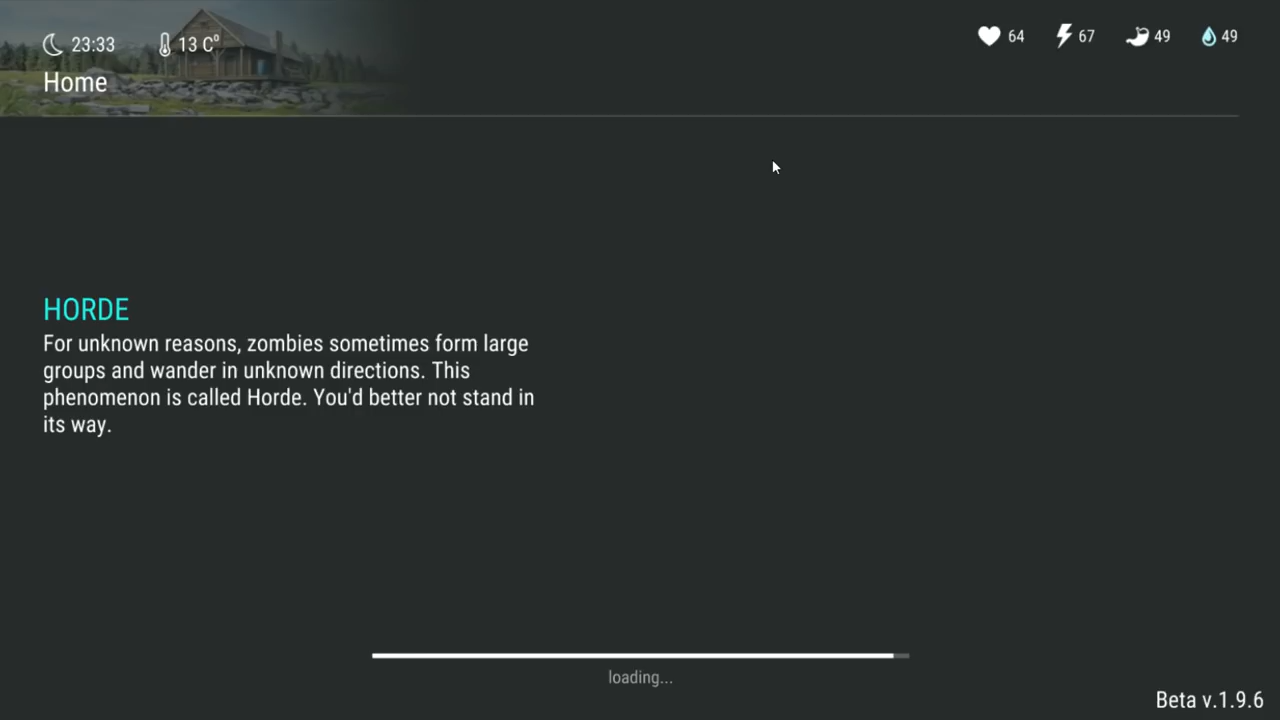 23:33 13 C⁰ 64 67 49 49
Home
HORDE
For unknown reasons, zombies sometimes form large
groups and wander in unknown directions. This
phenomenon is called Horde. You'd better not stand in
its way.
loading...
Beta v.1.9.6